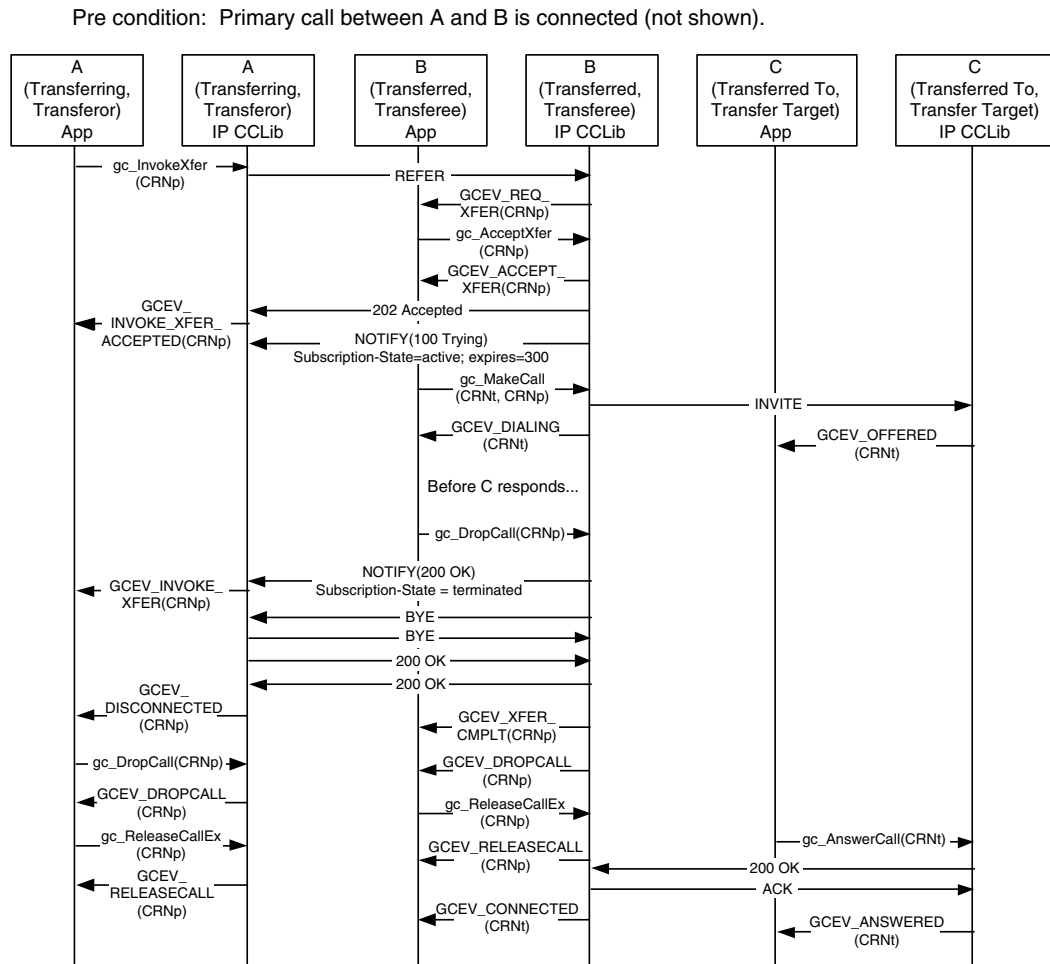 Pre condition:  Primary call between A and B is connected (not shown).
A
(Transferring,
Transferor)
App
A
(Transferring,
Transferor)
IP CCLib
B
(Transferred,
Transferee)
App
B
(Transferred,
Transferee)
IP CCLib
C
(Transferred To,
Transfer Target)
App
C
(Transferred To,
Transfer Target)
IP CCLib
gc_InvokeXfer
(CRNp)
REFER
GCEV_REQ_
XFER(CRNp)
gc_AcceptXfer
(CRNp)
GCEV_ACCEPT_
XFER(CRNp)
202 Accepted
GCEV_
INVOKE_XFER_
ACCEPTED(CRNp)
NOTIFY(100 Trying)
Subscription-State=active; expires=300
gc_MakeCall
(CRNt, CRNp)
INVITE
GCEV_DIALING
(CRNt)
GCEV_OFFERED
(CRNt)
Before C responds...
gc_DropCall(CRNp)
NOTIFY(200 OK)
Subscription-State = terminated
GCEV_INVOKE_
XFER(CRNp)
BYE
BYE
200 OK
200 OK
GCEV_
DISCONNECTED
(CRNp)
GCEV_XFER_
CMPLT(CRNp)
gc_DropCall(CRNp)
GCEV_DROPCALL
(CRNp)
GCEV_DROPCALL
(CRNp)
gc_ReleaseCallEx
(CRNp)
gc_ReleaseCallEx
(CRNp)
gc_AnswerCall(CRNt)
GCEV_RELEASECALL
(CRNp)
200 OK
GCEV_
RELEASECALL
(CRNp)
ACK
GCEV_CONNECTED
(CRNt)
GCEV_ANSWERED
(CRNt)